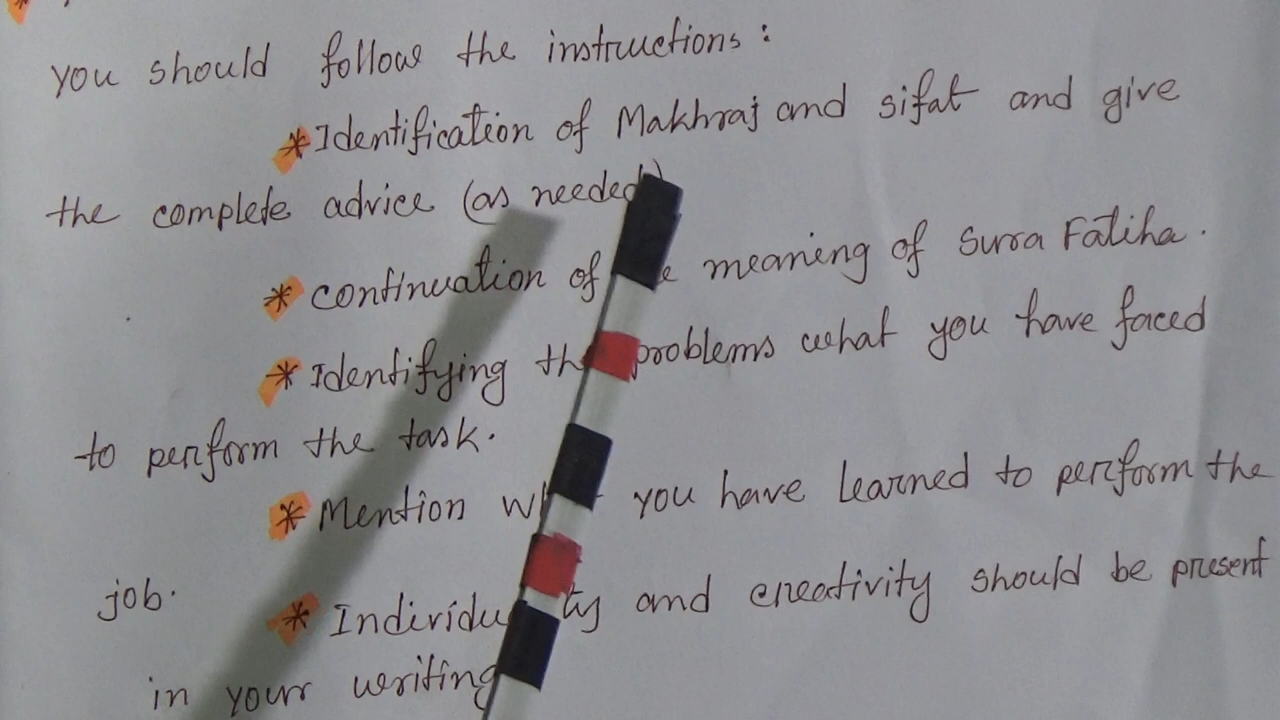 you should follow the instructions:
* Identification of Makhraj and sifat and give
the complete advice (as needed)
* continuation of meaning of Sura Fatiha.
* Identifying the problems what you have faced
to perform the task.
* Mention you have learned to perform the
job.
* and creativity should be present
in your writing